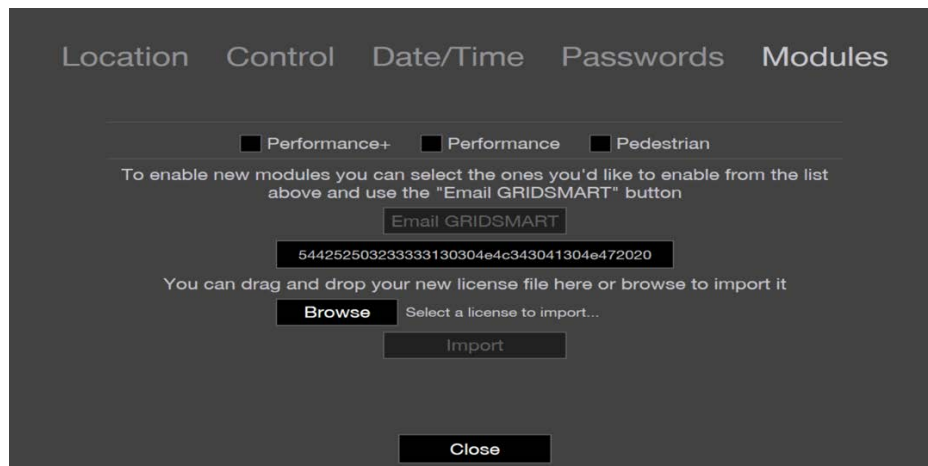 Location Control Date/Time Passwords Modules
Performance+ Performance Pedestrian
To enable new modules you can select the ones you'd like to enable from the list
above and use the "Email GRIDSMART" button
Email GRIDSMART
544252503233333130304e4c343041304e472020
You can drag and drop your new license file here or browse to import it
Browse Select a license to import...
Import
Close